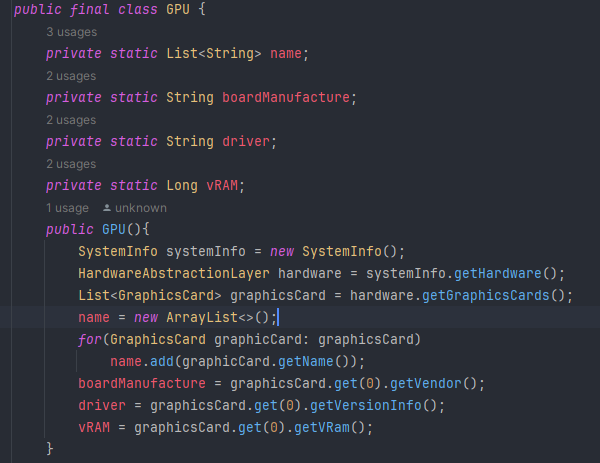 public final class GPU {
3 usages
private static List<String> name;
2 usages
private static String boardManufacture;
2 usages
private static String driver;
2 usages
private static Long vRAM;
1 usage unknown
public GPU(){
SystemInfo systemInfo = new SystemInfo();
HardwareAbstractionLayer hardware = systemInfo.getHardware();
List<GraphicsCard> graphicsCard = hardware.getGraphicsCards();
name = new ArrayList<>();
for(GraphicsCard graphicCard: graphicsCard)
name.add(graphicCard.getName());
boardManufacture = graphicsCard.get(0).getVendor();
driver = graphicsCard.get(0).getVersionInfo();
vRAM = graphicsCard.get(0).getVRam();
}